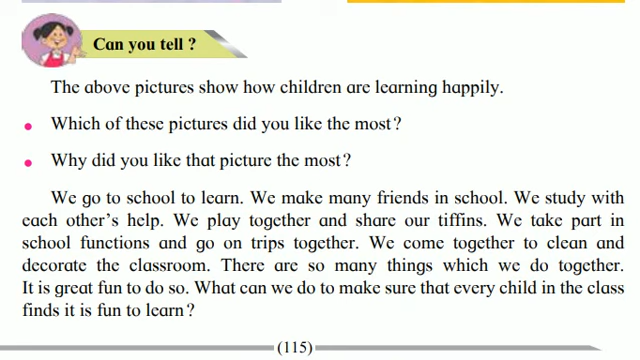 Can you tell ?
The above pictures show how children are learning happily.
• Which of these pictures did you like the most?
• Why did you like that picture the most?
We go to school to learn. We make many friends in school. We study with
each other's help. We play together and share our tiffins. We take part in
school functions and go on trips together. We come together to clean and
decorate the classroom. There are so many things which we do together.
It is great fun to do so. What can we do to make sure that every child in the class
finds it is fun to learn?
(115)